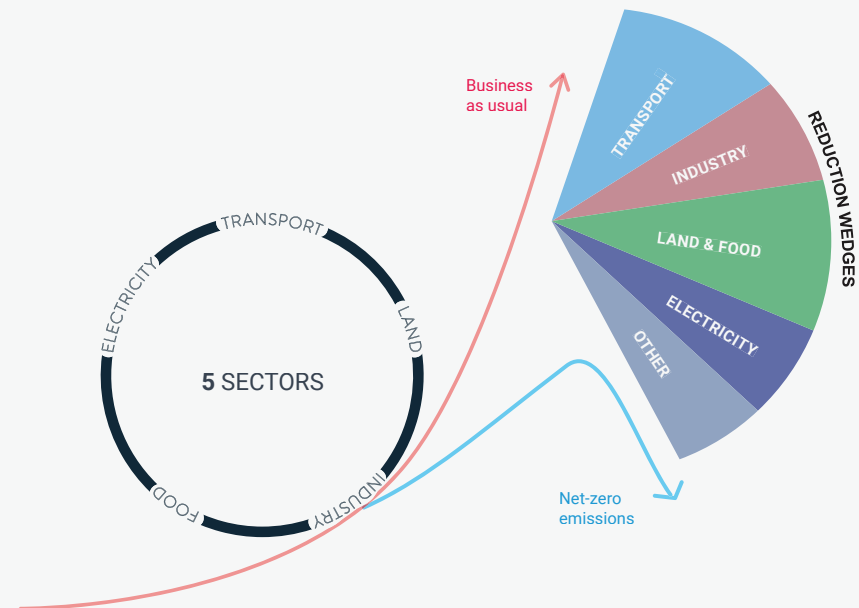 Business
as usual
TRANSPORT
INDUSTRY
LAND & FOOD
ELECTRICITY
OTHER
REDUCTION WEDGES
TRANSPORT
LAND
INDUSTRY
FOOD
ELECTRICITY
5 SECTORS
Net-zero
emissions